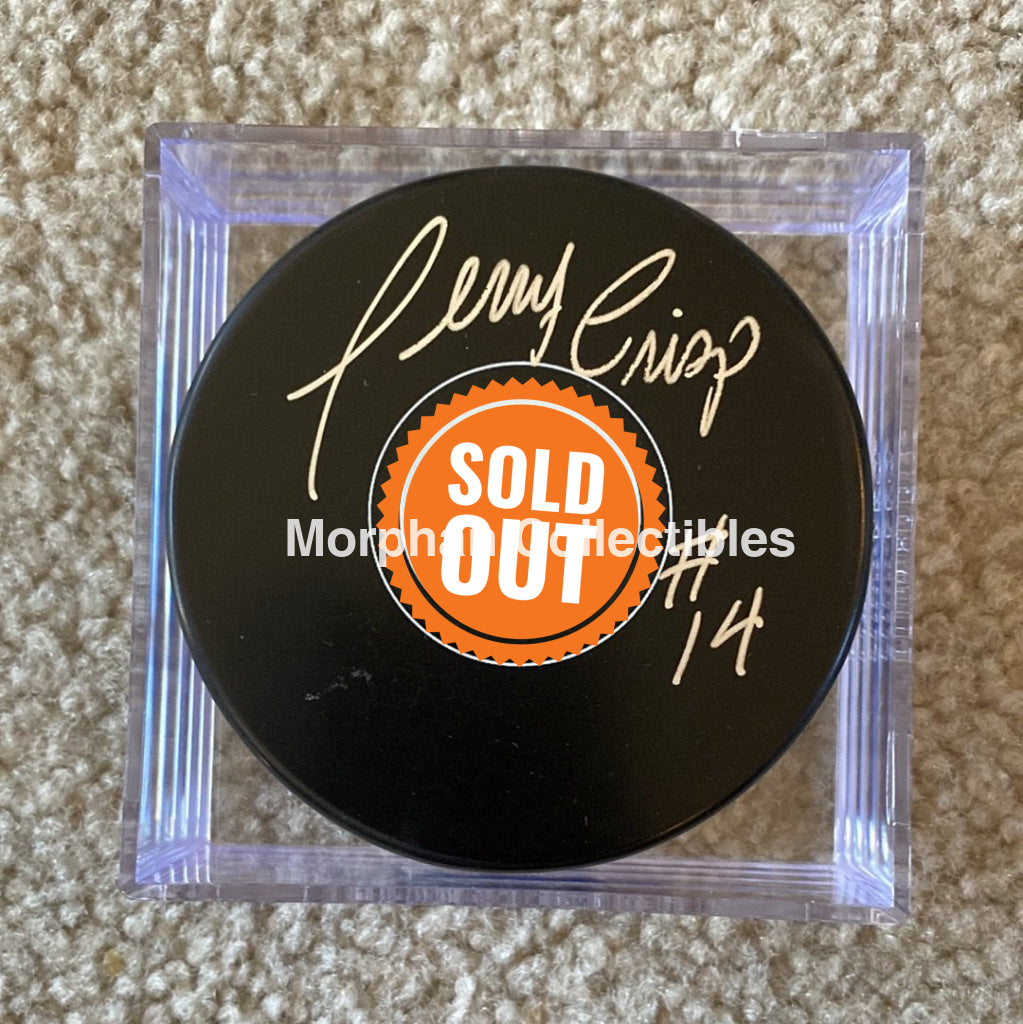 Terry Crisp
SOLD
OUT
Morphan Collectibles
#
14